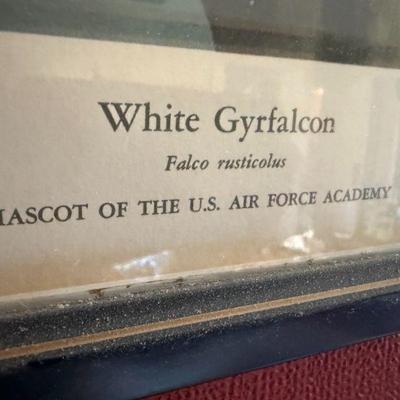 White Gyrfalcon
Falco rusticolus
MASCOT OF THE U.S. AIR FORCE ACADEMY